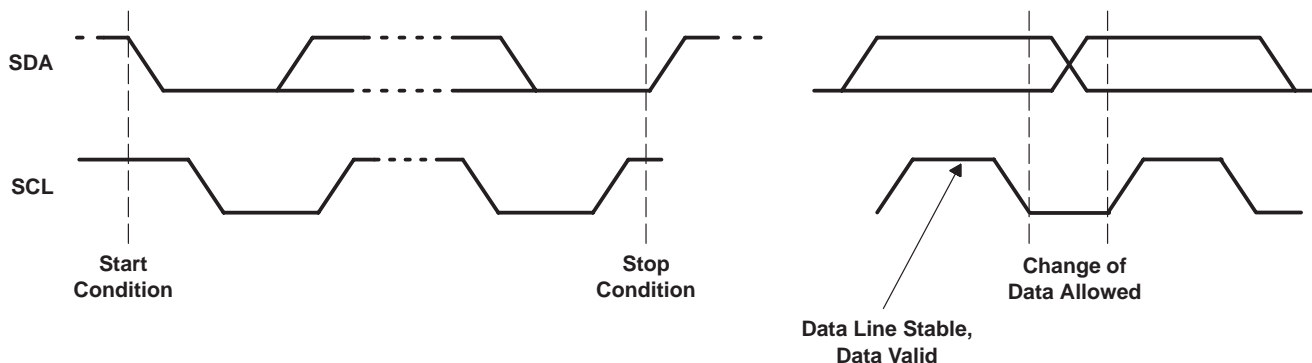 SDA
SCL
Start
Condition
Stop
Condition
Change of
Data Allowed
Data Line Stable,
Data Valid